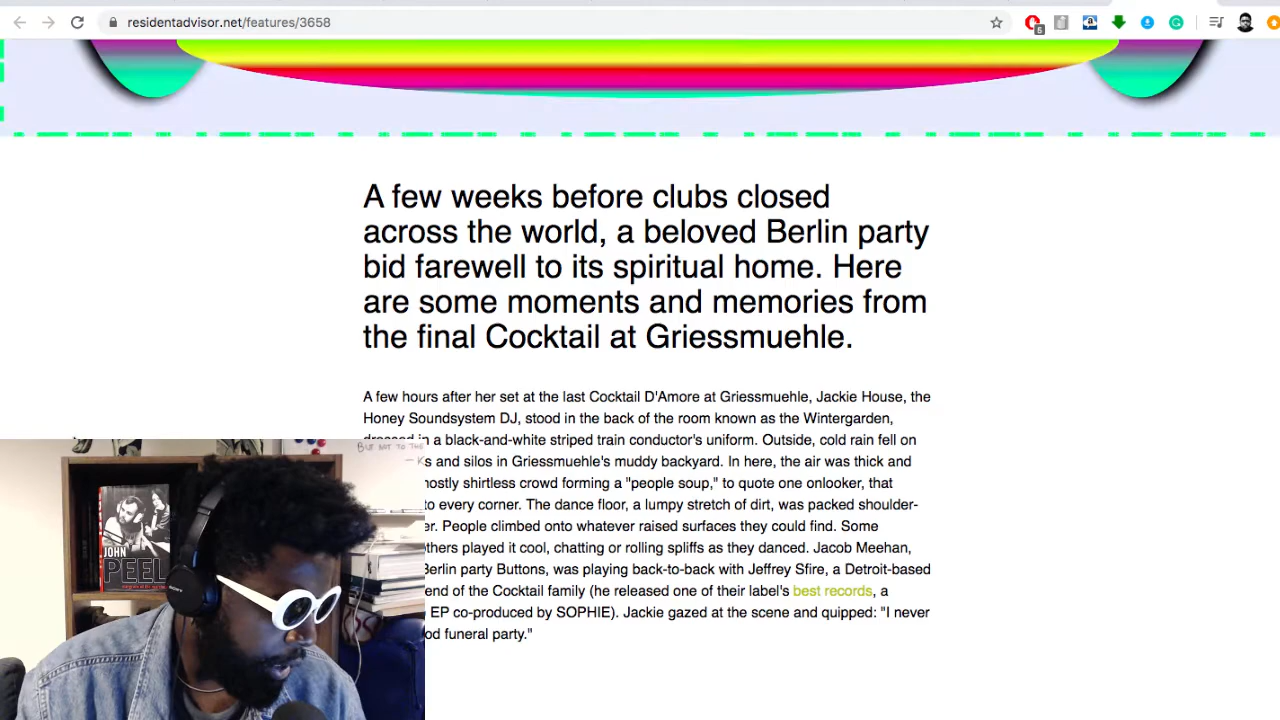 residentadvisor.net/features/3658
5
A few weeks before clubs closed
across the world, a beloved Berlin party
bid farewell to its spiritual home. Here
are some moments and memories from
the final Cocktail at Griessmuehle.
A few hours after her set at the last Cocktail D'Amore at Griessmuehle, Jackie House, the
Honey Soundsystem DJ, stood in the back of the room known as the Wintergarden,
in a black-and-white striped train conductor's uniform. Outside, cold rain fell on
and silos in Griessmuehle's muddy backyard. In here, the air was thick and
shirtless crowd forming a "people soup," to quote one onlooker, that
to every corner. The dance floor, a lumpy stretch of dirt, was packed shoulder-
People climbed onto whatever raised surfaces they could find. Some
played it cool, chatting or rolling spliffs as they danced. Jacob Meehan,
Berlin party Buttons, was playing back-to-back with Jeffrey Sfire, a Detroit-based
of the Cocktail family (he released one of their label's best records, a
EP co-produced by SOPHIE). Jackie gazed at the scene and quipped: "I never
funeral party."
BUT NOT TO THE
JOHN
PEEL
SONY